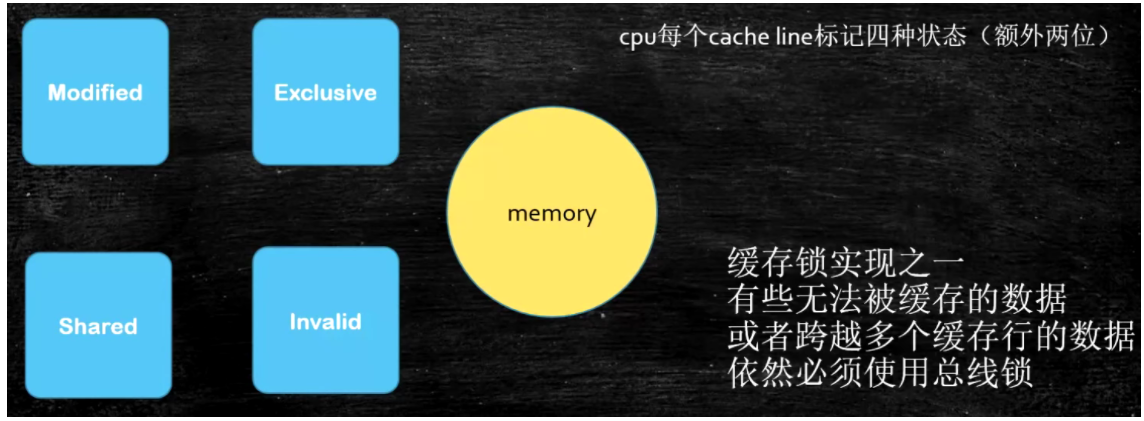 cpu每个cache line标记四种状态（额外两位）
Modified
Exclusive
memory
Shared
Invalid
缓存锁实现之一
有些无法被缓存的数据
或者跨越多个缓存行的数据
依然必须使用总线锁